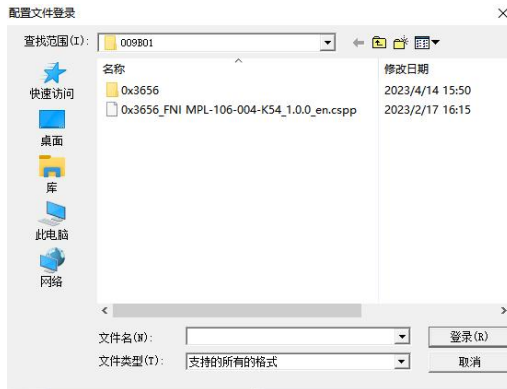 配置文件登录
查找范围(I):
009B01
名称
修改日期
0x3656
2023/4/14 15:50
0x3656_FNI MPL-106-004-K54_1.0.0_en.cspp
2023/2/17 16:15
快速访问
桌面
库
此电脑
网络
文件名(N):
登录(R)
文件类型(T):
支持的所有的格式
取消